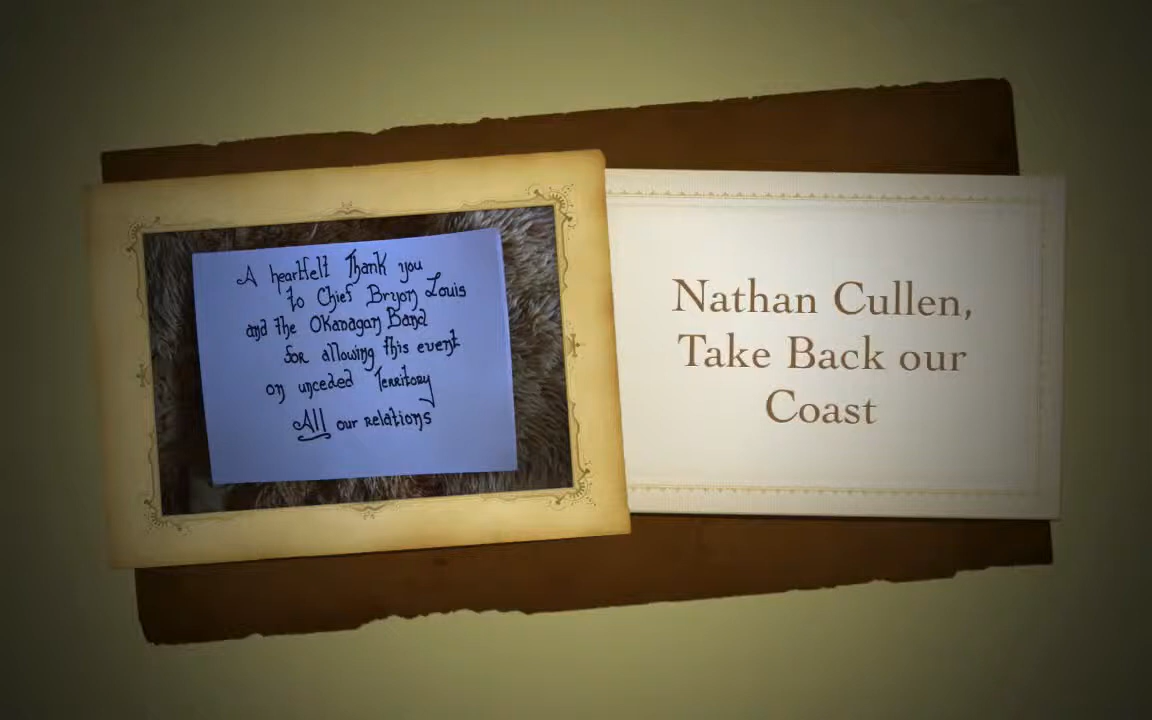 A heartfelt Thank you
to Chief Bryon Louis
and the Okanagan Band
for allowing this event
on unceded Territory
All our relations
Nathan Cullen,
Take Back our
Coast